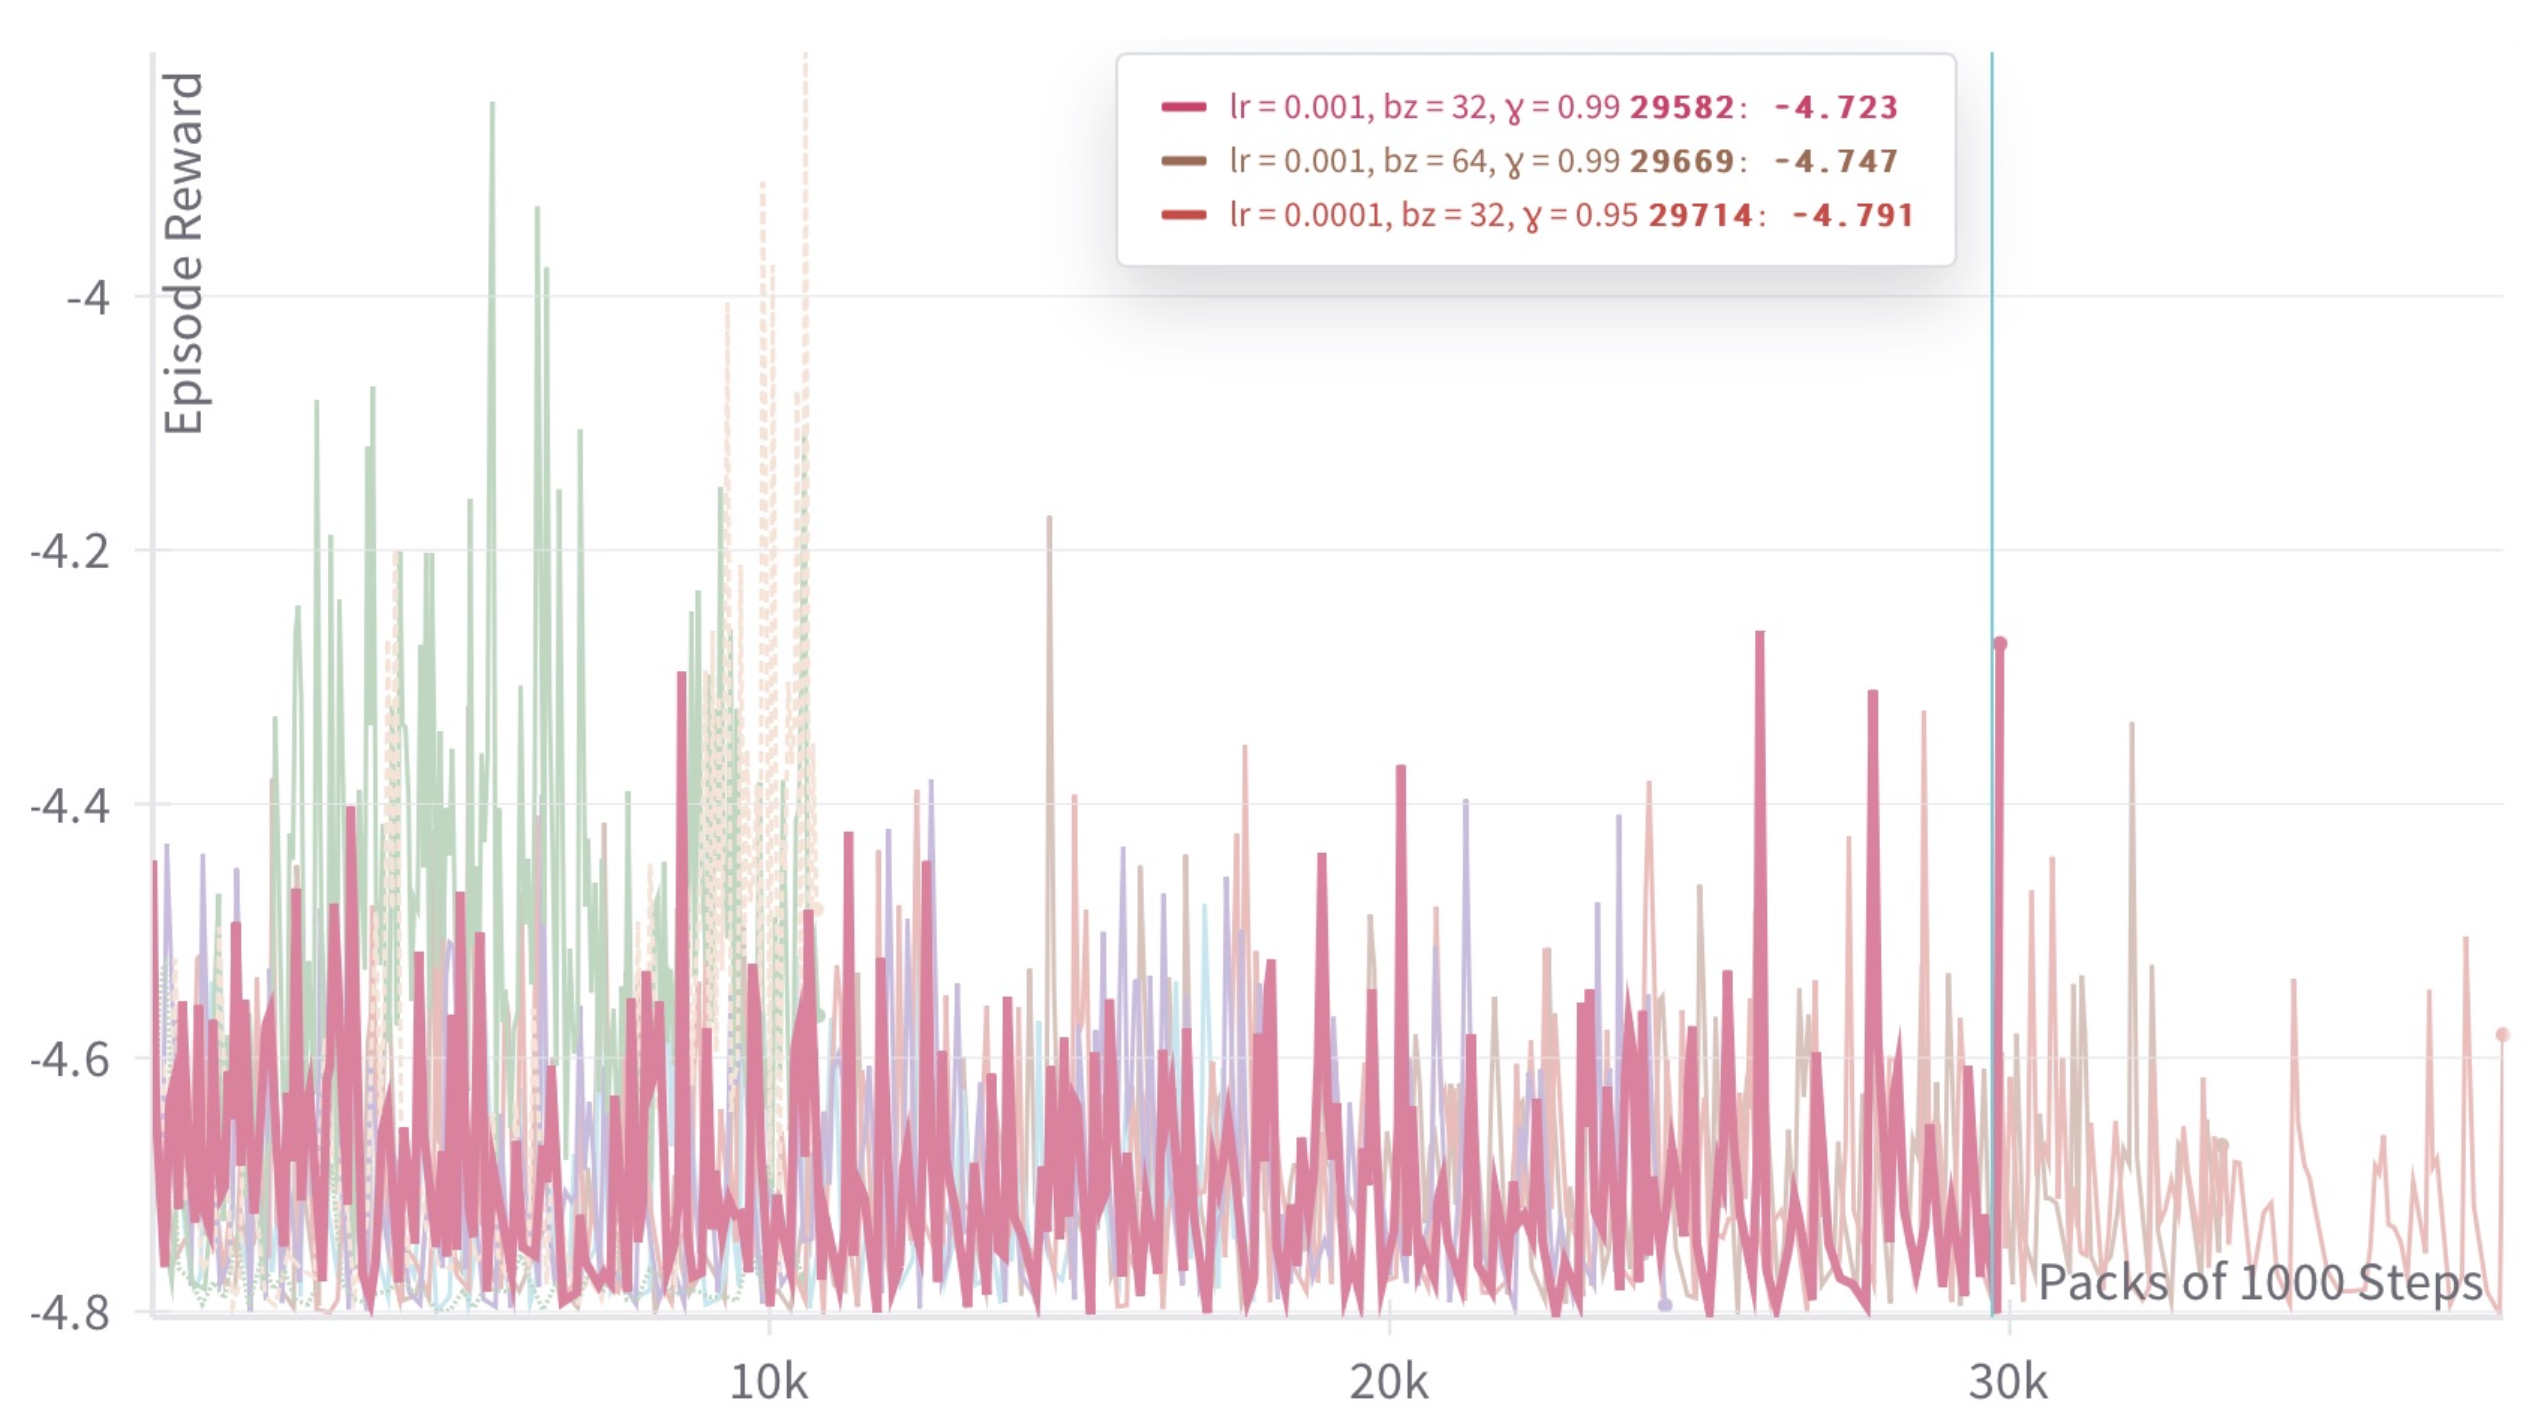 Episode Reward
lr = 0.001, bz = 32, ɣ = 0.99 29582: -4.723
lr = 0.001, bz = 64, ɣ = 0.99 29669: -4.747
lr = 0.0001, bz = 32, ɣ = 0.95 29714: -4.791
-4
-4.2
-4.4
-4.6
-4.8
Packs of 1000 Steps
10k 20k 30k